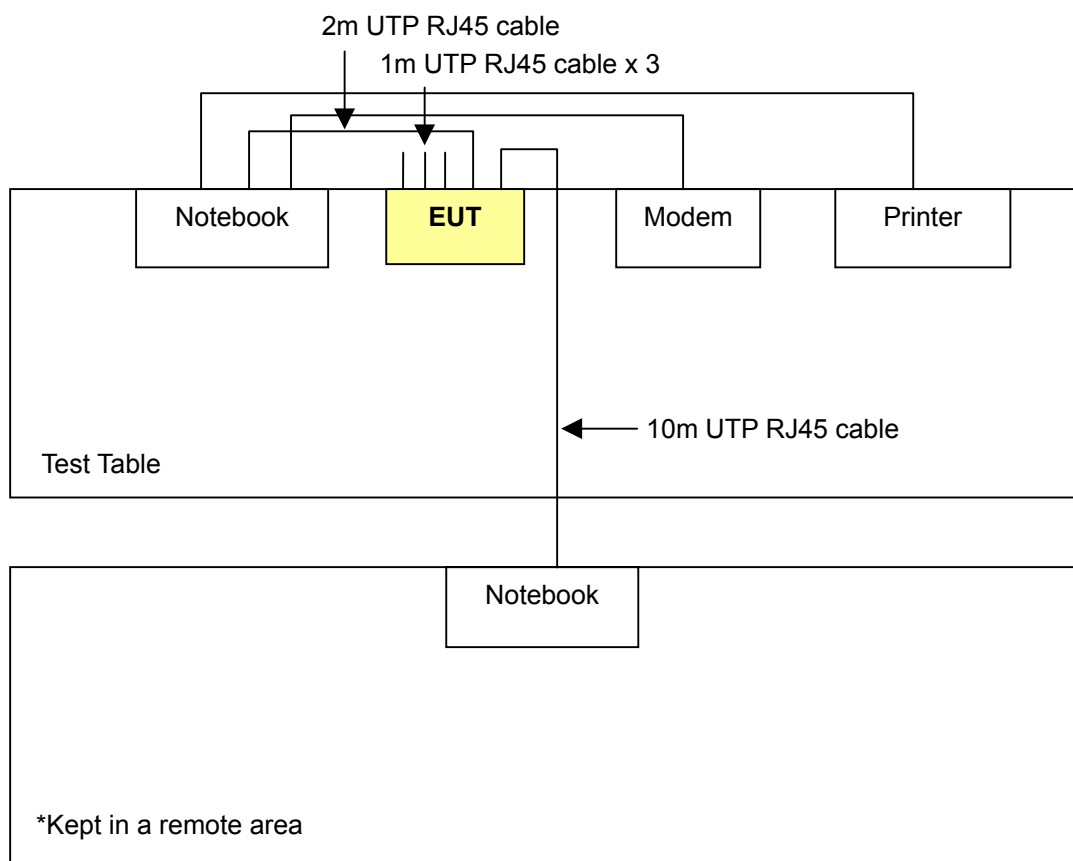 2m UTP RJ45 cable
1m UTP RJ45 cable x 3
Notebook
EUT
Modem
Printer
10m UTP RJ45 cable
Test Table
Notebook
*Kept in a remote area